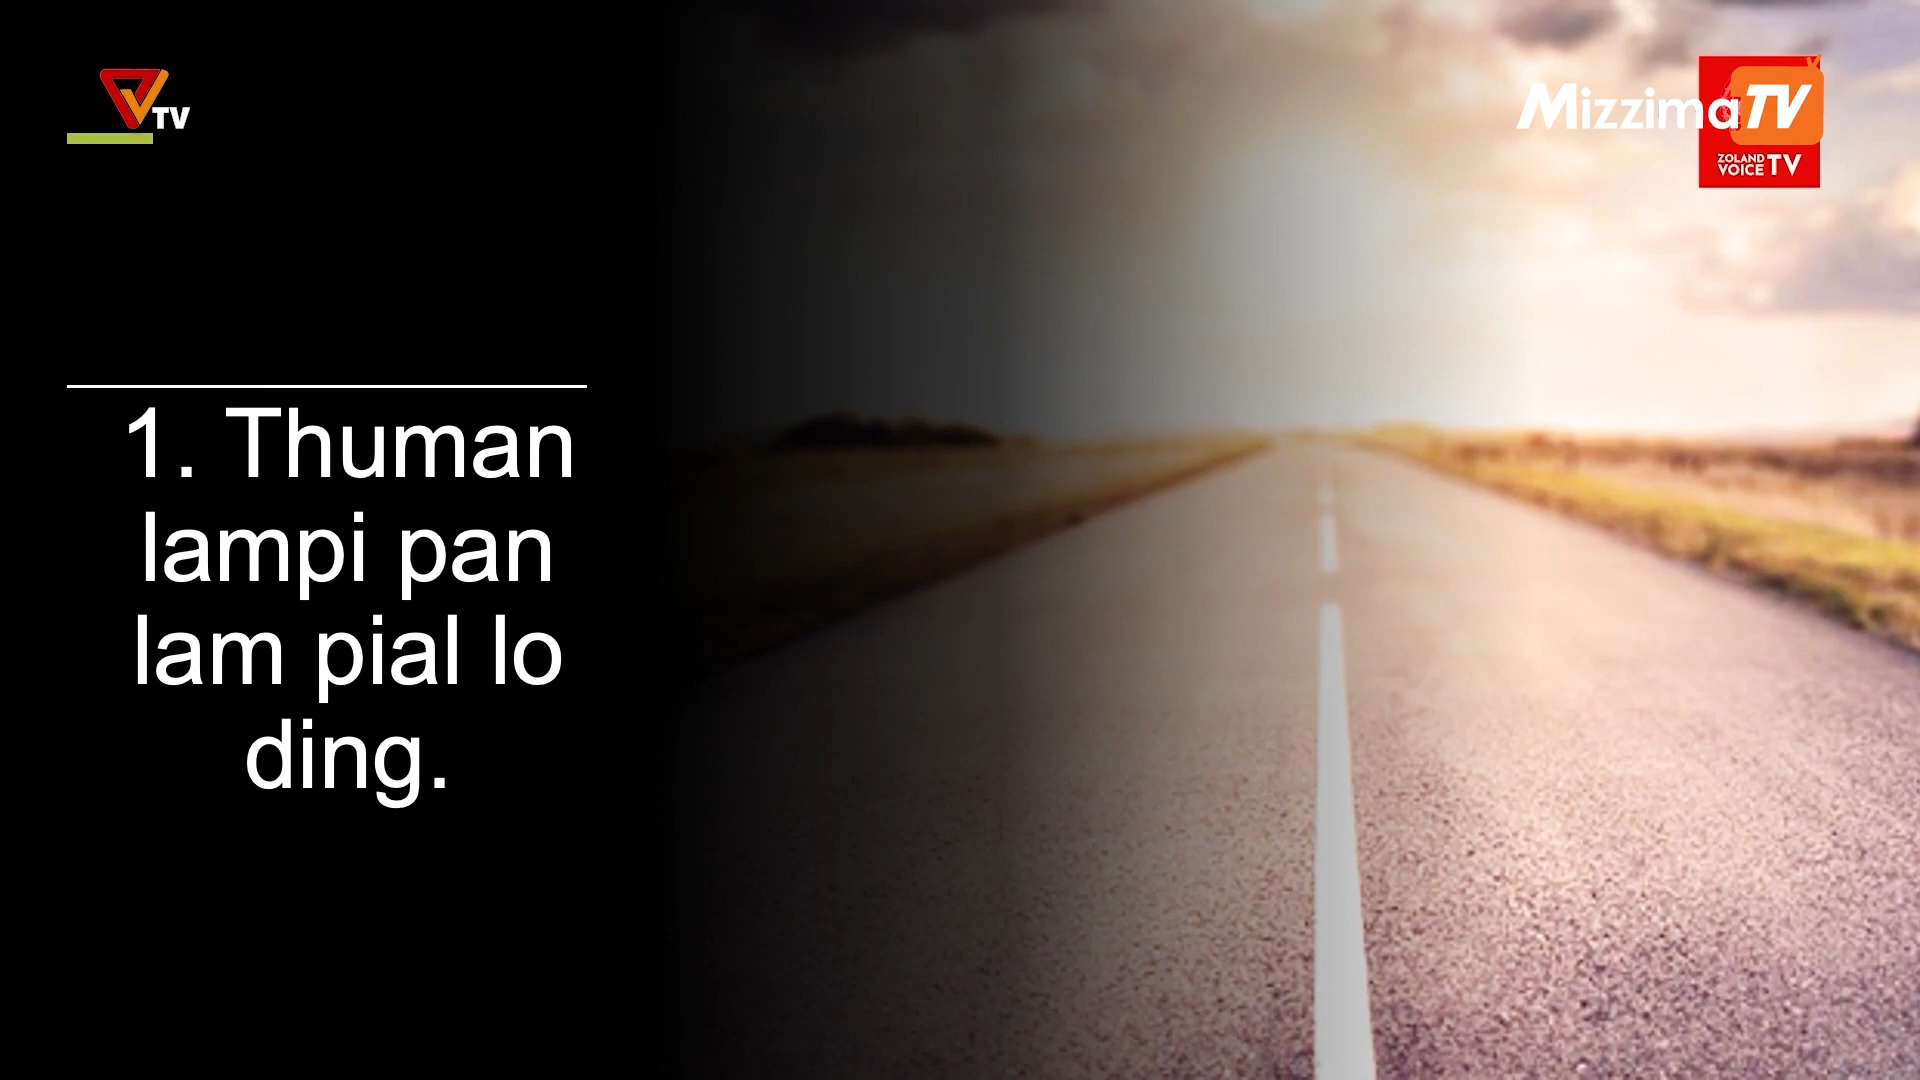 TV
MizzimaTV
ZOLAND
VOICE TV
1. Thuman
lampi pan
lam pial lo
ding.